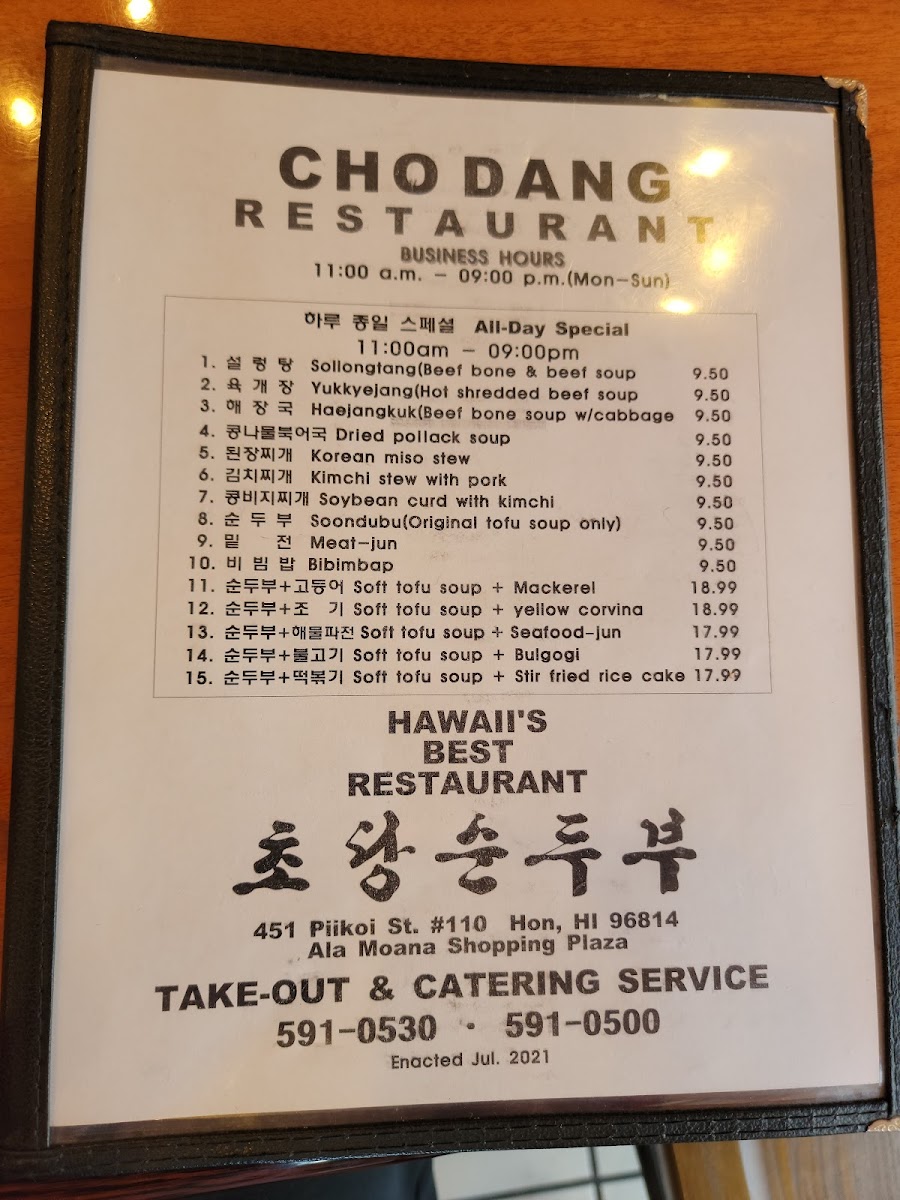 CHO DANG
RESTAURANT
BUSINESS HOURS
11:00 a.m. – 09:00 p.m.(Mon–Sun)
하루 종일 스페셜 All-Day Special
11:00am – 09:00pm
1. 설 렁 탕 Sollongtang(Beef bone & beef soup 9.50
2. 육 개 장 Yukkyejang(Hot shredded beef soup 9.50
3. 해 장 국 Haejangkuk(Beef bone soup w/cabbage 9.50
4. 콩나물북어국 Dried pollack soup 9.50
5. 된장찌개 Korean miso stew 9.50
6. 김치찌개 Kimchi stew with pork 9.50
7. 콩비지찌개 Soybean curd with kimchi 9.50
8. 순 두 부 Soondubu(Original tofu soup only) 9.50
9. 밑 전 Meat-jun 9.50
10. 비 빔 밥 Bibimbap 9.50
11. 순두부+고등어 Soft tofu soup + Mackerel 18.99
12. 순두부+조 기 Soft tofu soup + yellow corvina 18.99
13. 순두부+해물파전 Soft tofu soup + Seafood-jun 17.99
14. 순두부+불고기 Soft tofu soup + Bulgogi 17.99
15. 순두부+떡볶기 Soft tofu soup + Stir fried rice cake 17.99
HAWAII'S
BEST
RESTAURANT
초당순두부
451 Piikoi St. #110 Hon, HI 96814
Ala Moana Shopping Plaza
TAKE-OUT & CATERING SERVICE
591-0530 · 591-0500
Enacted Jul. 2021